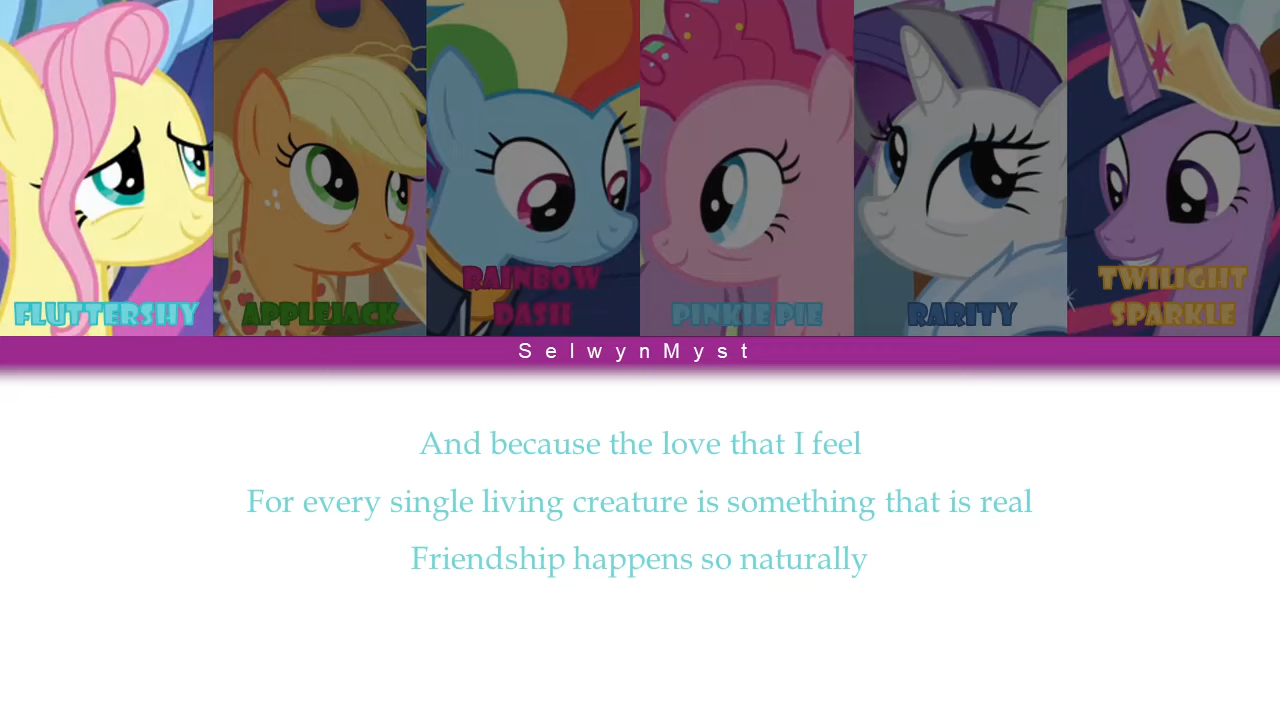 FLUTTERSHY
APPLEJACK
RAINBOW
DASH
PINKIE PIE
RARITY
TWILIGHT
SPARKLE
SelwynMyst
And because the love that I feel
For every single living creature is something that is real
Friendship happens so naturally